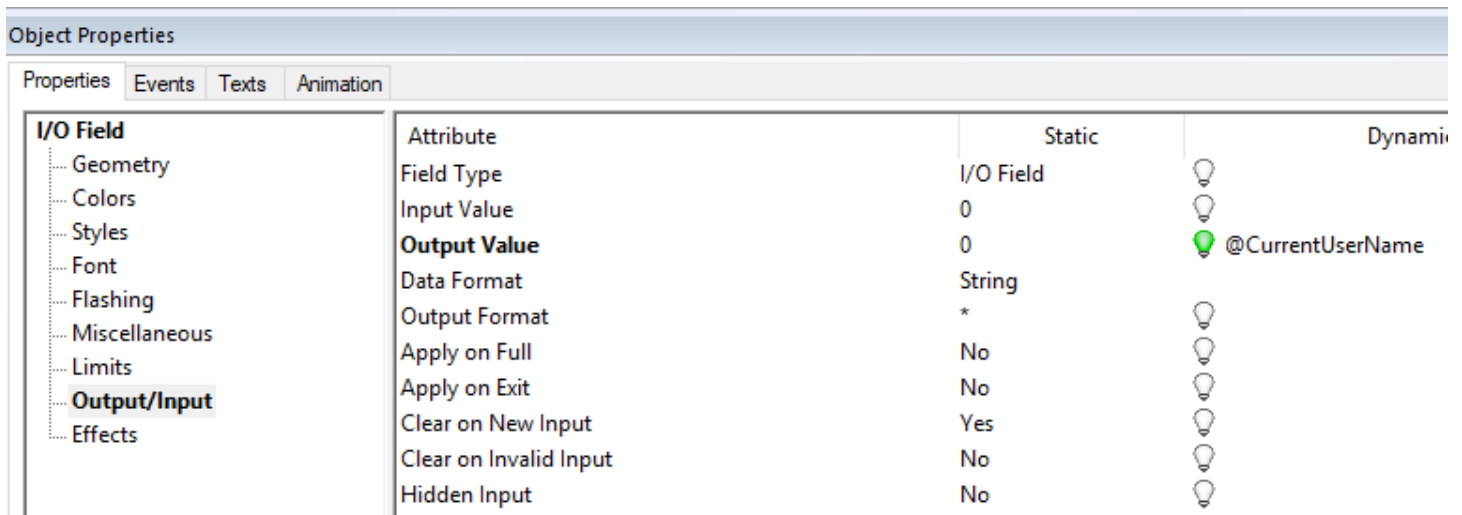 Object Properties
Properties Events Texts Animation
I/O Field
Geometry
Colors
Styles
Font
Flashing
Miscellaneous
Limits
Output/Input
Effects
Attribute Static Dynamic
Field Type I/O Field
Input Value 0
Output Value 0 @CurrentUserName
Data Format String
Output Format *
Apply on Full No
Apply on Exit No
Clear on New Input Yes
Clear on Invalid Input No
Hidden Input No